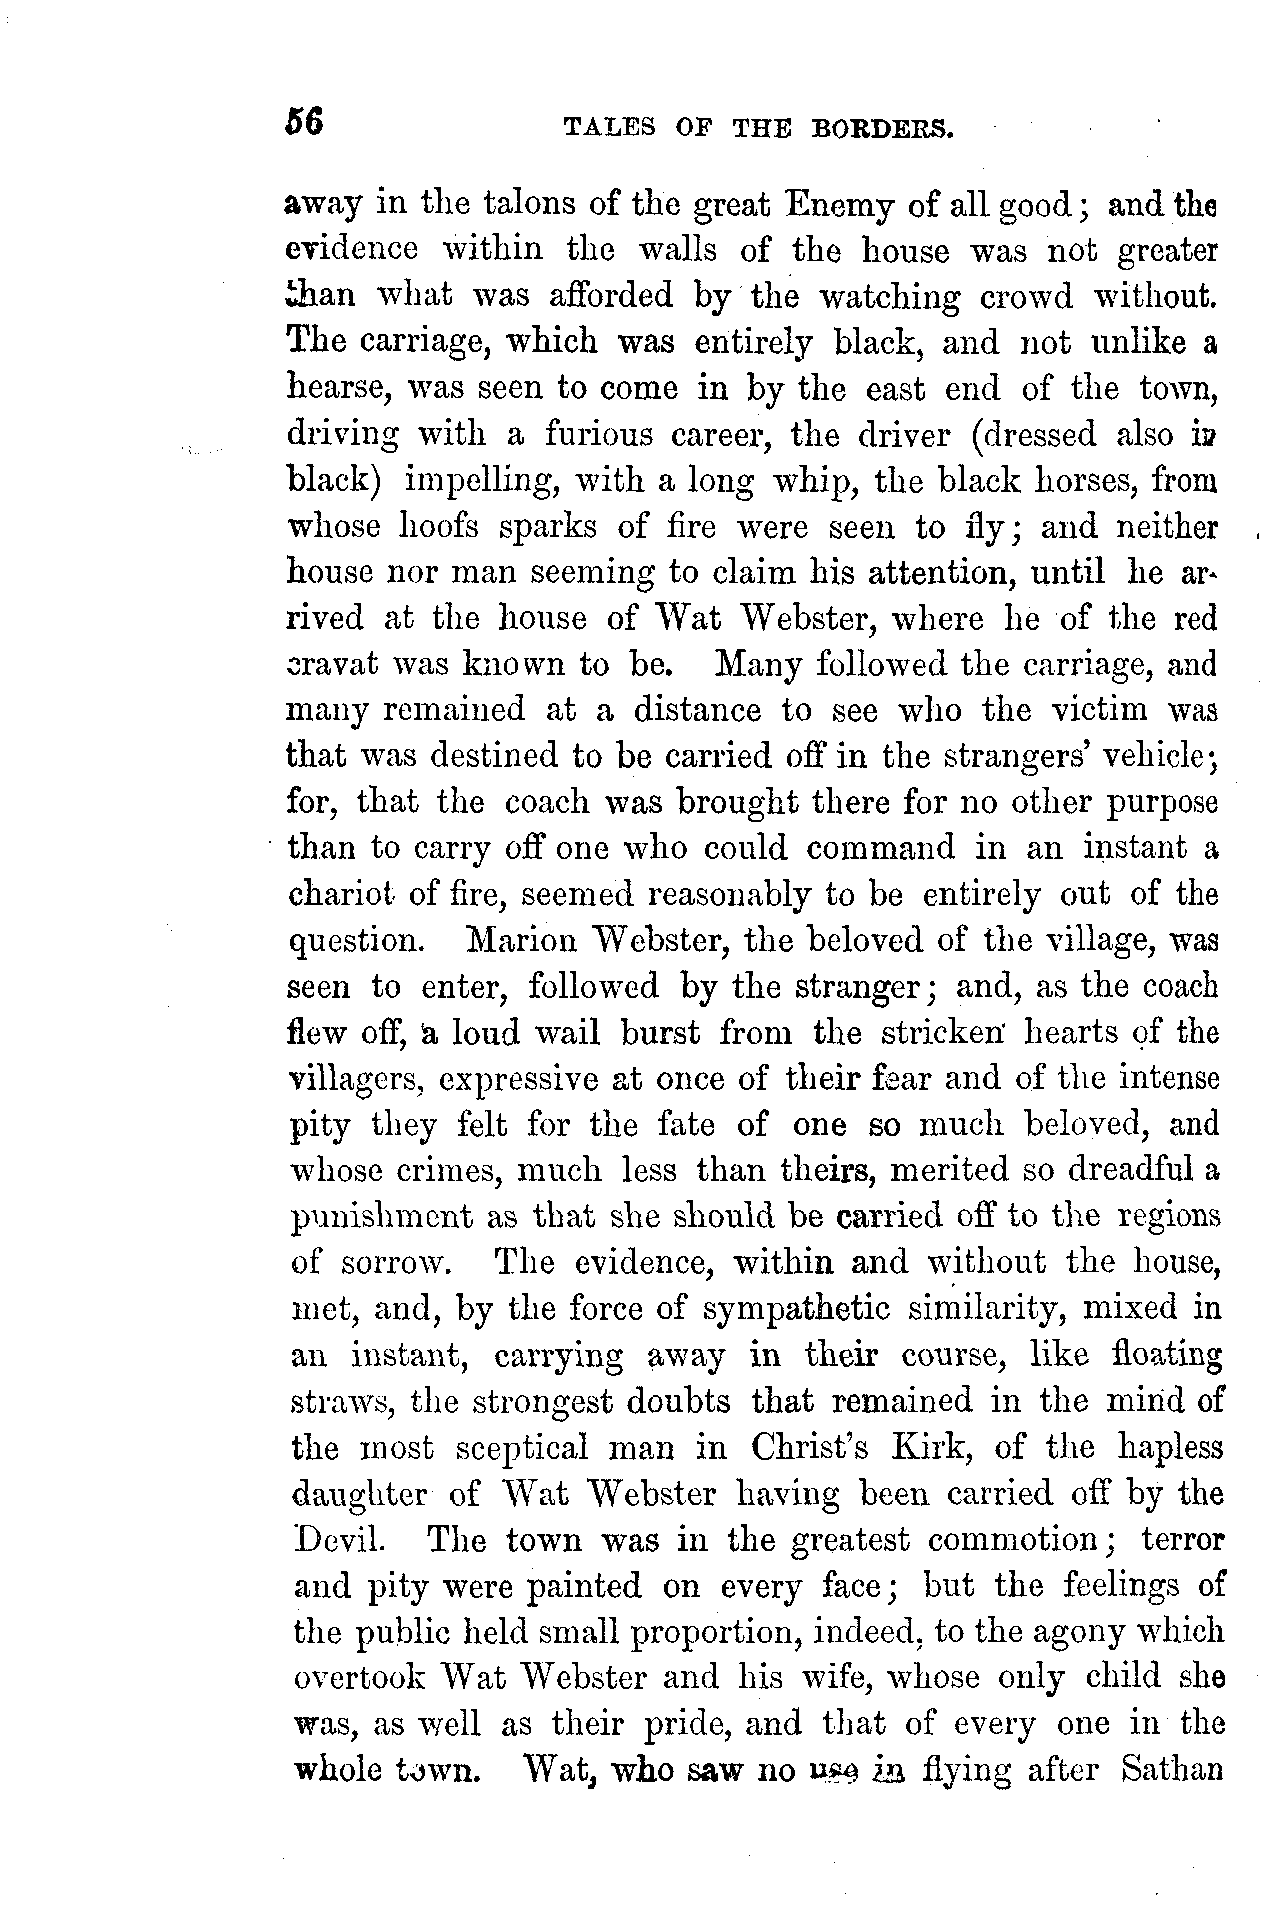 56 TALES OF THE BORDERS.
away in the talons of the great Enemy of all good; and the
evidence within the walls of the house was not greater
than what was afforded by the watching crowd without.
The carriage, which was entirely black, and not unlike a
hearse, was seen to come in by the east end of the town,
driving with a furious career, the driver (dressed also in
black) impelling, with a long whip, the black horses, from
whose hoofs sparks of fire were seen to fly; and neither
house nor man seeming to claim his attention, until he ar-
rived at the house of Wat Webster, where he of the red
cravat was known to be. Many followed the carriage, and
many remained at a distance to see who the victim was
that was destined to be carried off in the strangers' vehicle;
for, that the coach was brought there for no other purpose
than to carry off one who could command in an instant a
chariot of fire, seemed reasonably to be entirely out of the
question. Marion Webster, the beloved of the village, was
seen to enter, followed by the stranger; and, as the coach
flew off, a loud wail burst from the stricken hearts of the
villagers, expressive at once of their fear and of the intense
pity they felt for the fate of one so much beloved, and
whose crimes, much less than theirs, merited so dreadful a
punishment as that she should be carried off to the regions
of sorrow. The evidence, within and without the house,
met, and, by the force of sympathetic similarity, mixed in
an instant, carrying away in their course, like floating
straws, the strongest doubts that remained in the mind of
the most sceptical man in Christ's Kirk, of the hapless
daughter of Wat Webster having been carried off by the
Devil. The town was in the greatest commotion; terror
and pity were painted on every face; but the feelings of
the public held small proportion, indeed, to the agony which
overtook Wat Webster and his wife, whose only child she
was, as well as their pride, and that of every one in the
whole town. Wat, who saw no use in flying after Sathan